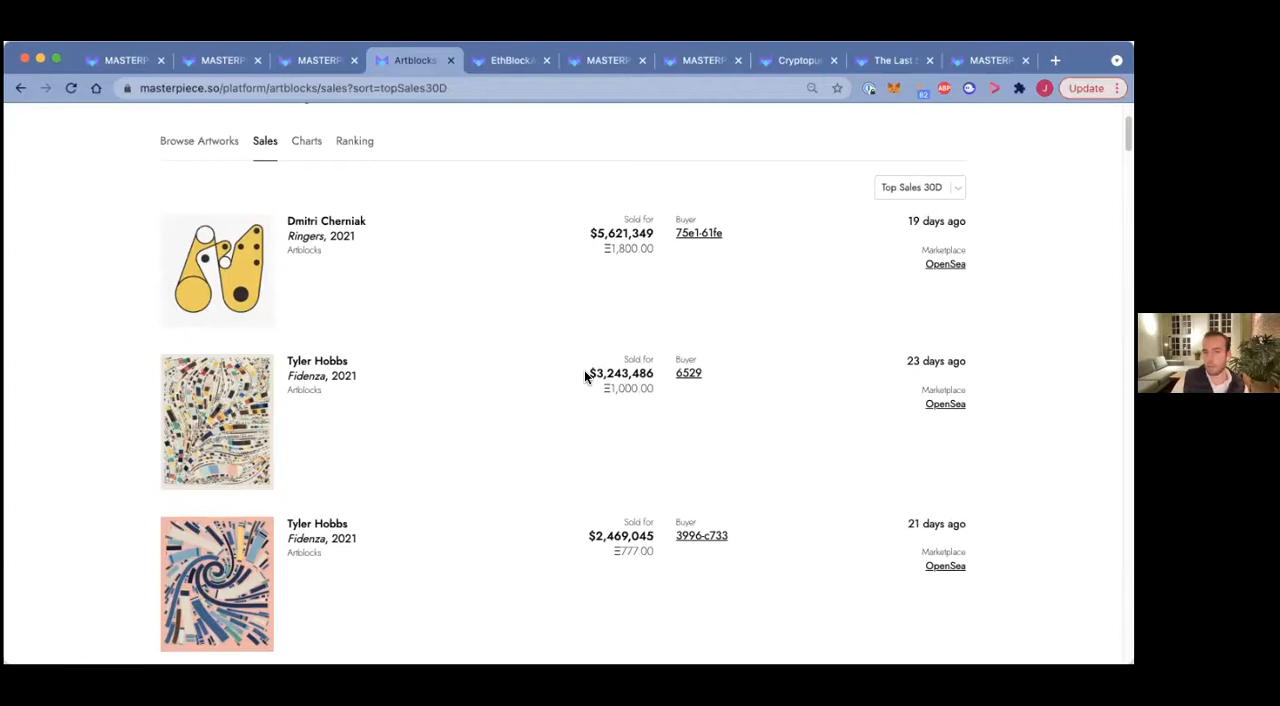 MASTERP
MASTERP
MASTERP
Artblocks
EthBlockA
MASTERP
MASTERP
Cryptopu
The Last
MASTERP
masterpiece.so/platform/artblocks/sales?sort=topSales30D
82
ABP
J
Update
Browse Artworks
Sales
Charts
Ranking
Top Sales 30D
Dmitri Cherniak
Ringers, 2021
Artblocks
Sold for
$5,621,349
Ξ1,800.00
Buyer
75e1-61fe
19 days ago
Marketplace
OpenSea
Tyler Hobbs
Fidenza, 2021
Artblocks
Sold for
$3,243,486
Ξ1,000.00
Buyer
6529
23 days ago
Marketplace
OpenSea
Tyler Hobbs
Fidenza, 2021
Artblocks
Sold for
$2,469,045
Ξ777.00
Buyer
3996-c733
21 days ago
Marketplace
OpenSea